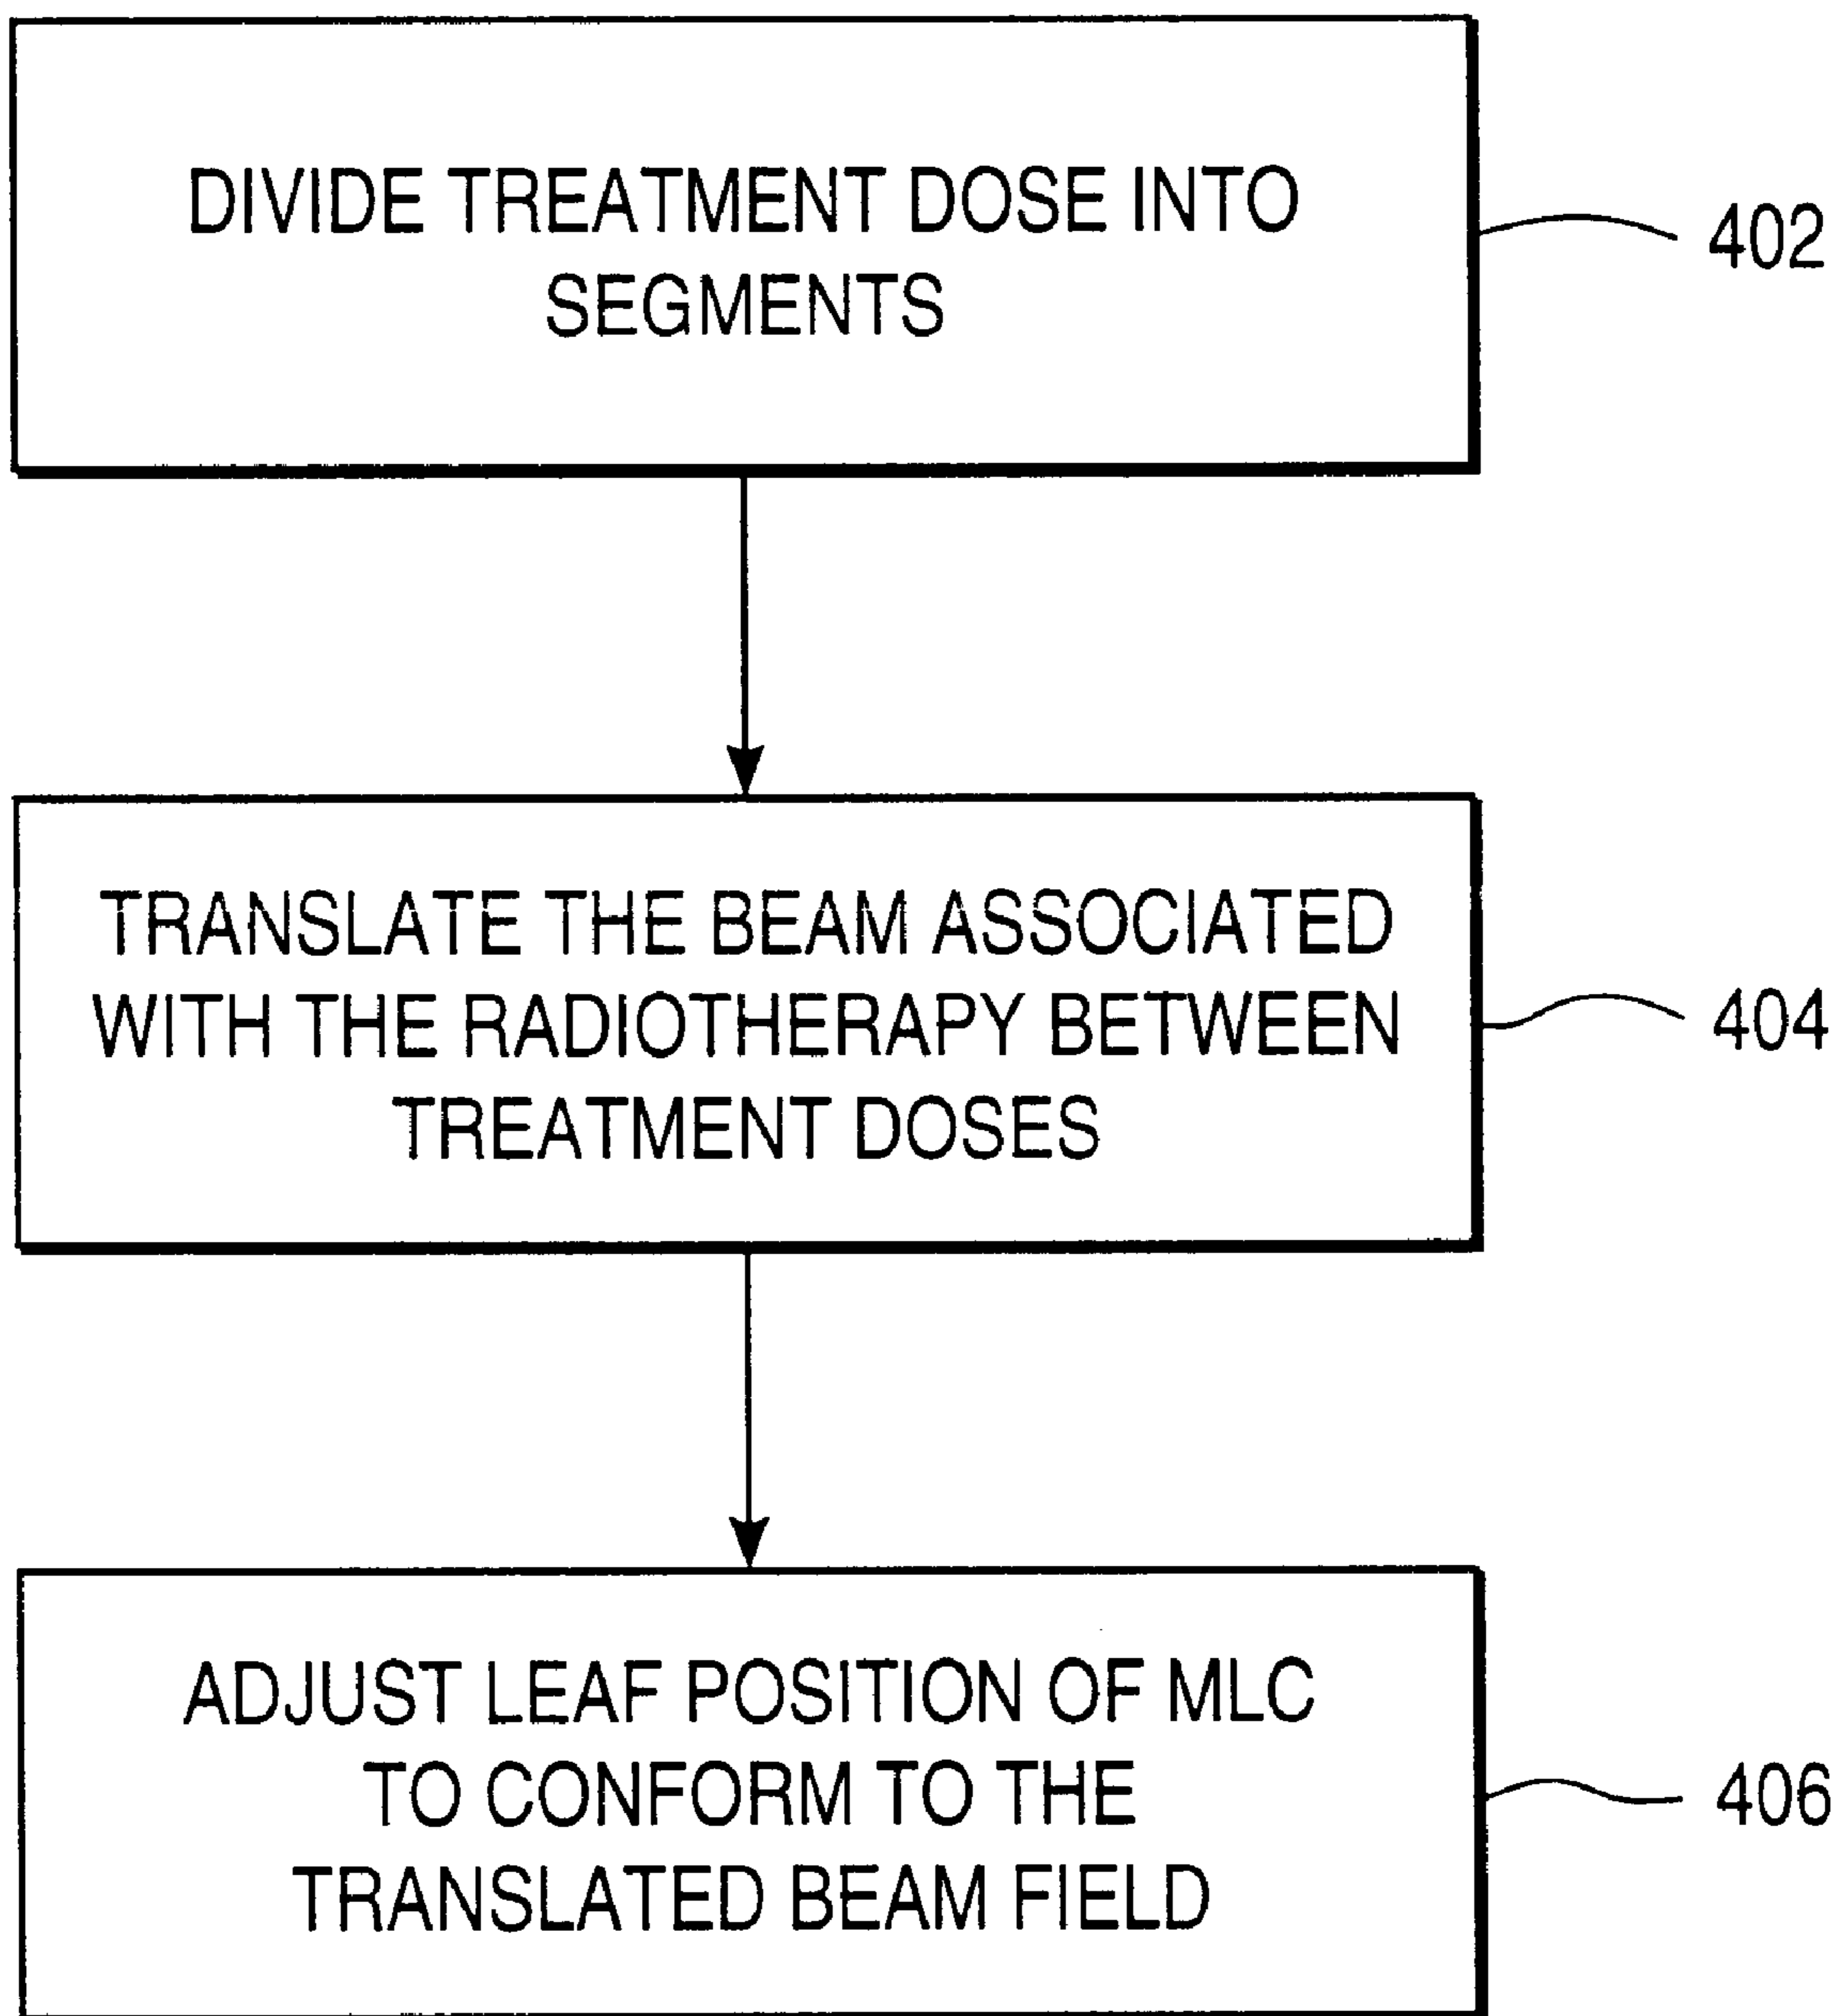 DIVIDE TREATMENT DOSE INTO
SEGMENTS
402
TRANSLATE THE BEAM ASSOCIATED
WITH THE RADIOTHERAPY BETWEEN
TREATMENT DOSES
404
ADJUST LEAF POSITION OF MLC
TO CONFORM TO THE
TRANSLATED BEAM FIELD
406